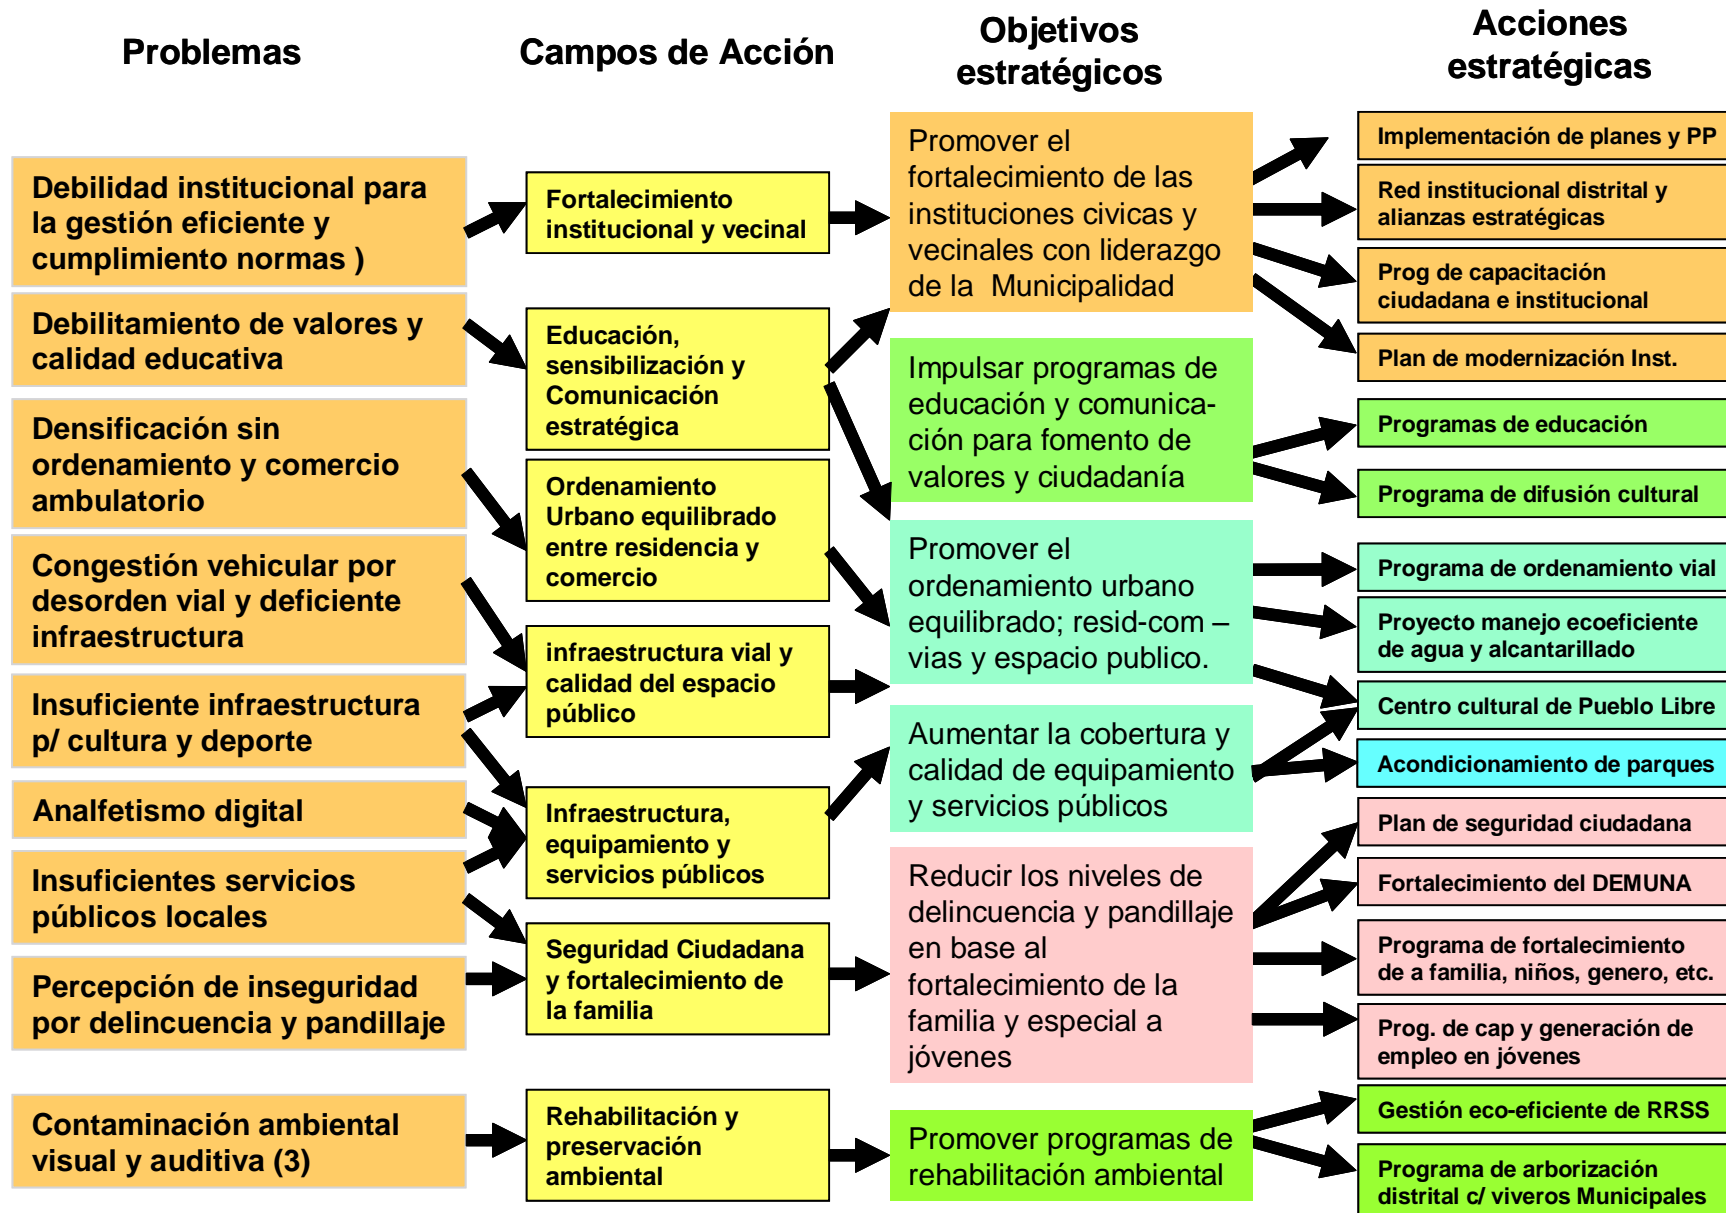 Problemas
Campos de Acción
Objetivos
estratégicos
Acciones
estratégicas
Debilidad institucional para
la gestión eficiente y
cumplimiento normas )
Debilitamiento de valores y
calidad educativa
Densificación sin
ordenamiento y comercio
ambulatorio
Congestión vehicular por
desorden vial y deficiente
infraestructura
Insuficiente infraestructura
p/ cultura y deporte
Analfetismo digital
Insuficientes servicios
públicos locales
Percepción de inseguridad
por delincuencia y pandillaje
Contaminación ambiental
visual y auditiva (3)
Fortalecimiento
institucional y vecinal
Educación,
sensibilización y
Comunicación
estratégica
Ordenamiento
Urbano equilibrado
entre residencia y
comercio
infraestructura vial y
calidad del espacio
público
Infraestructura,
equipamiento y
servicios públicos
Seguridad Ciudadana
y fortalecimiento de
la familia
Rehabilitación y
preservación
ambiental
Promover el
fortalecimiento de las
instituciones civicas y
vecinales con liderazgo
de la Municipalidad
Impulsar programas de
educación y comunica-
ción para fomento de
valores y ciudadanía
Promover el
ordenamiento urbano
equilibrado; resid-com –
vias y espacio publico.
Aumentar la cobertura y
calidad de equipamiento
y servicios públicos
Reducir los niveles de
delincuencia y pandillaje
en base al
fortalecimiento de la
familia y especial a
jóvenes
Promover programas de
rehabilitación ambiental
Implementación de planes y PP
Red institucional distrital y
alianzas estratégicas
Prog de capacitación
ciudadana e institucional
Plan de modernización Inst.
Programas de educación
Programa de difusión cultural
Programa de ordenamiento vial
Proyecto manejo ecoeficiente
de agua y alcantarillado
Centro cultural de Pueblo Libre
Acondicionamiento de parques
Plan de seguridad ciudadana
Fortalecimiento del DEMUNA
Programa de fortalecimiento
de a familia, niños, genero, etc.
Prog. de cap y generación de
empleo en jóvenes
Gestión eco-eficiente de RRSS
Programa de arborización
distrital c/ viveros Municipales